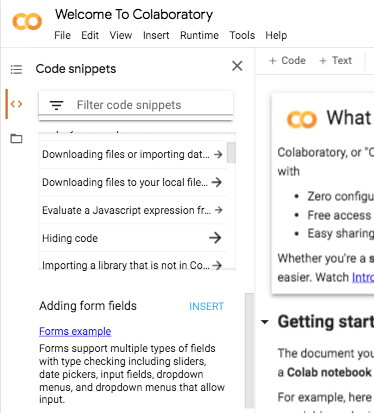 Welcome To Colaboratory
File Edit View Insert Runtime Tools Help
Code snippets
+ Code + Text
Filter code snippets
Downloading files or importing dat...
Downloading files to your local file...
Evaluate a Javascript expression fr...
Hiding code
Importing a library that is not in Co...
Adding form fields INSERT
Forms example
Forms support multiple types of fields
with type checking including sliders,
date pickers, input fields, dropdown
menus, and dropdown menus that allow
input.
What
Colaboratory, or "C
with
• Zero configu
• Free access
• Easy sharing
Whether you're a s
easier. Watch Intro
Getting start
The document you
a Colab notebook
For example, here